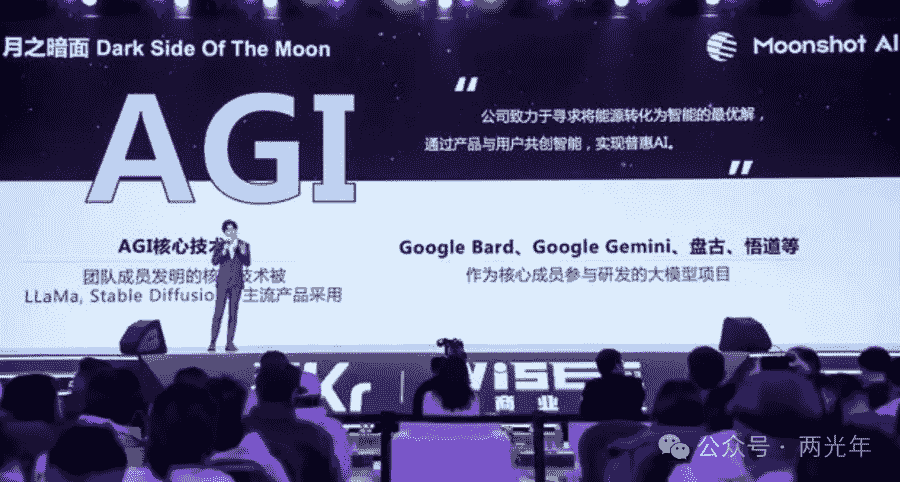 月之暗面 Dark Side Of The Moon
Moonshot AI
AGI
“
公司致力于寻求将能源转化为智能的最优解，
通过产品与用户共创智能，实现普惠AI。
”
AGI核心技
团队成员发明的核 技术被
LLaMa, Stable Diffusio 主流产品采用
Google Bard、Google Gemini、盘古、悟道等
作为核心成员参与研发的大模型项目
Kr
WISE
商 业
公众号 · 两光年